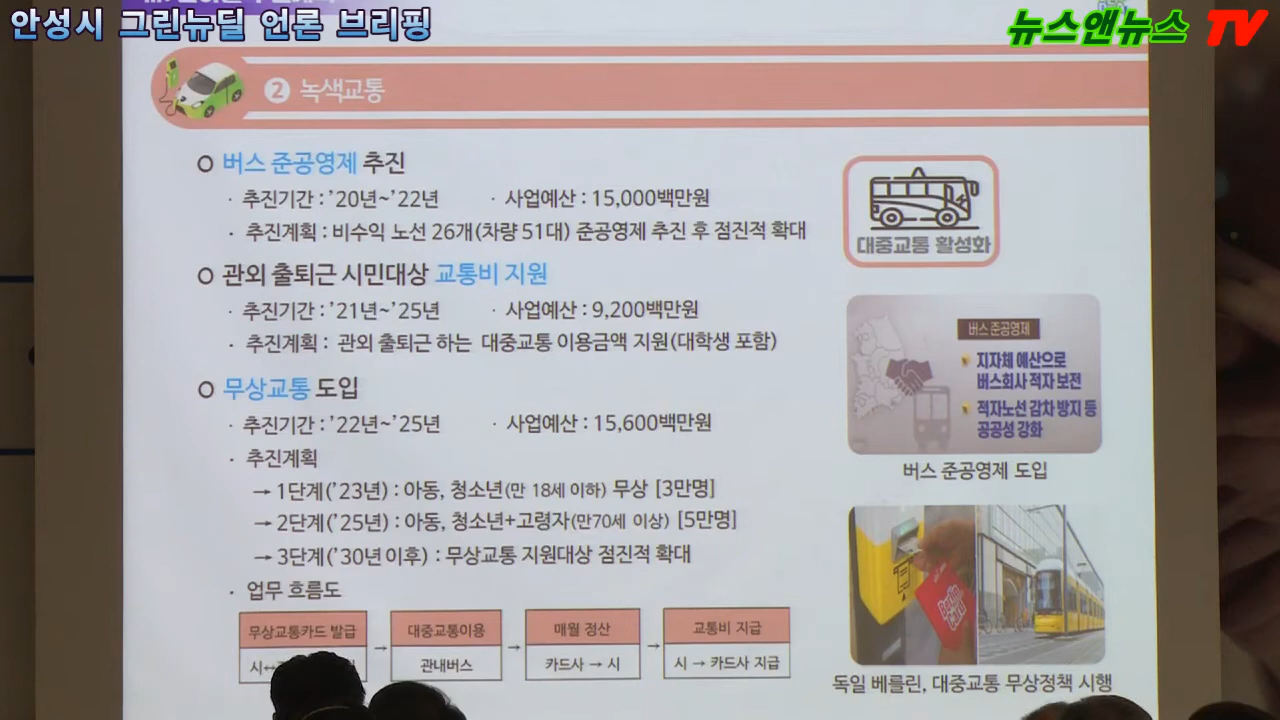 안성시 그린뉴딜 언론 브리핑
뉴스앤뉴스 TV
2 녹색교통
O 버스 준공영제 추진
· 추진기간 : ’20년~’22년 · 사업예산 : 15,000백만원
· 추진계획 : 비수익 노선 26개(차량 51대) 준공영제 추진 후 점진적 확대
대중교통 활성화
O 관외 출퇴근 시민대상 교통비 지원
· 추진기간 : ’21년~’25년 · 사업예산 : 9,200백만원
· 추진계획 : 관외 출퇴근 하는 대중교통 이용금액 지원(대학생 포함)
버스 준공영제
지자체 예산으로
버스회사 적자 보전
적자노선 감차 방지 등
공공성 강화
버스 준공영제 도입
O 무상교통 도입
· 추진기간 : ’22년~’25년 · 사업예산 : 15,600백만원
· 추진계획
→ 1단계(’23년) : 아동, 청소년(만 18세 이하) 무상 [3만명]
→ 2단계(’25년) : 아동, 청소년+고령자(만70세 이상) [5만명]
→ 3단계(’30년 이후) : 무상교통 지원대상 점진적 확대
· 업무 흐름도
무상교통카드 발급 → 대중교통이용 → 매월 정산 → 교통비 지급
시↔ 관내버스 카드사 → 시 시 → 카드사 지급
독일 베를린, 대중교통 무상정책 시행